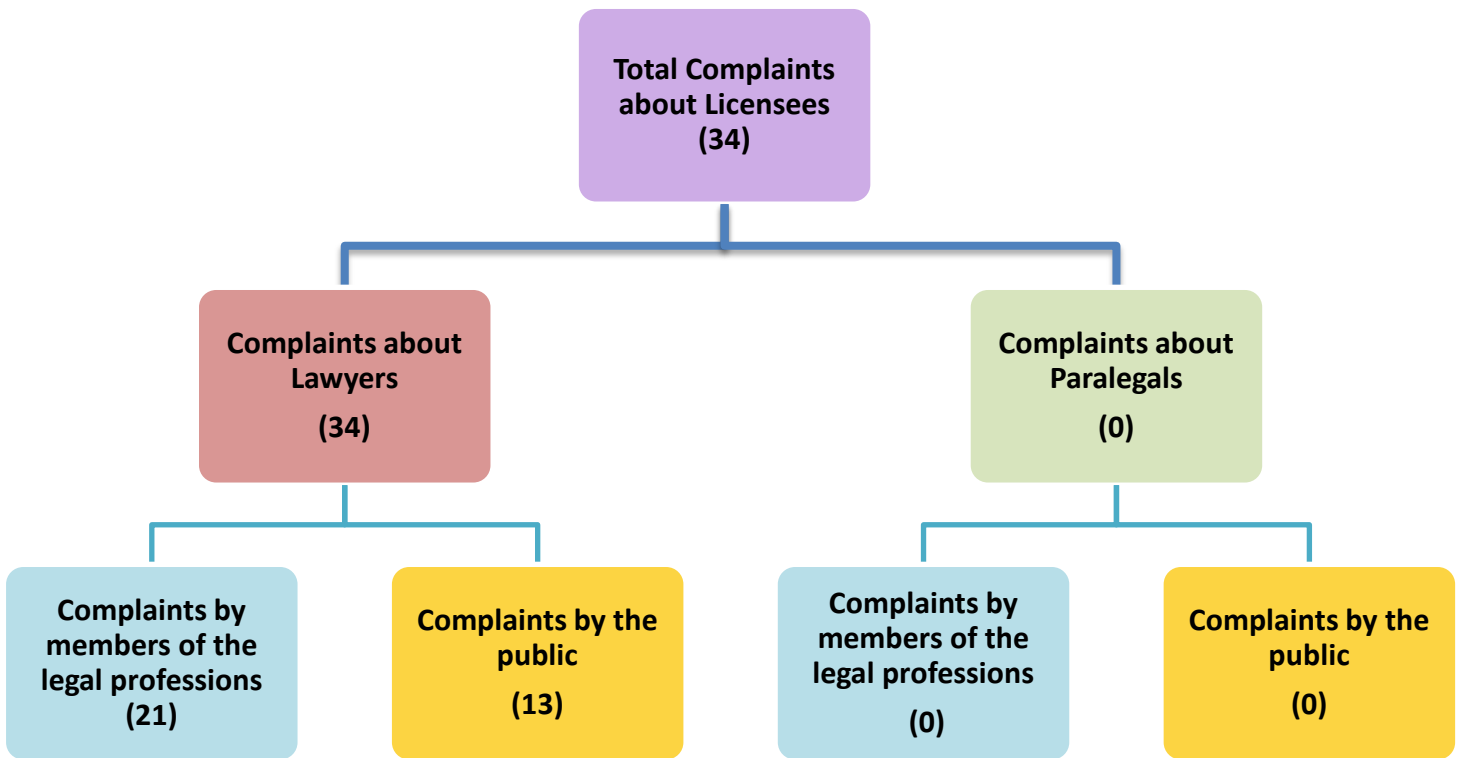 Total Complaints
about Licensees
(34)
Complaints about
Lawyers
(34)
Complaints about
Paralegals
(0)
Complaints by
members of the
legal professions
(21)
Complaints by the
public
(13)
Complaints by
members of the
legal professions
(0)
Complaints by the
public
(0)